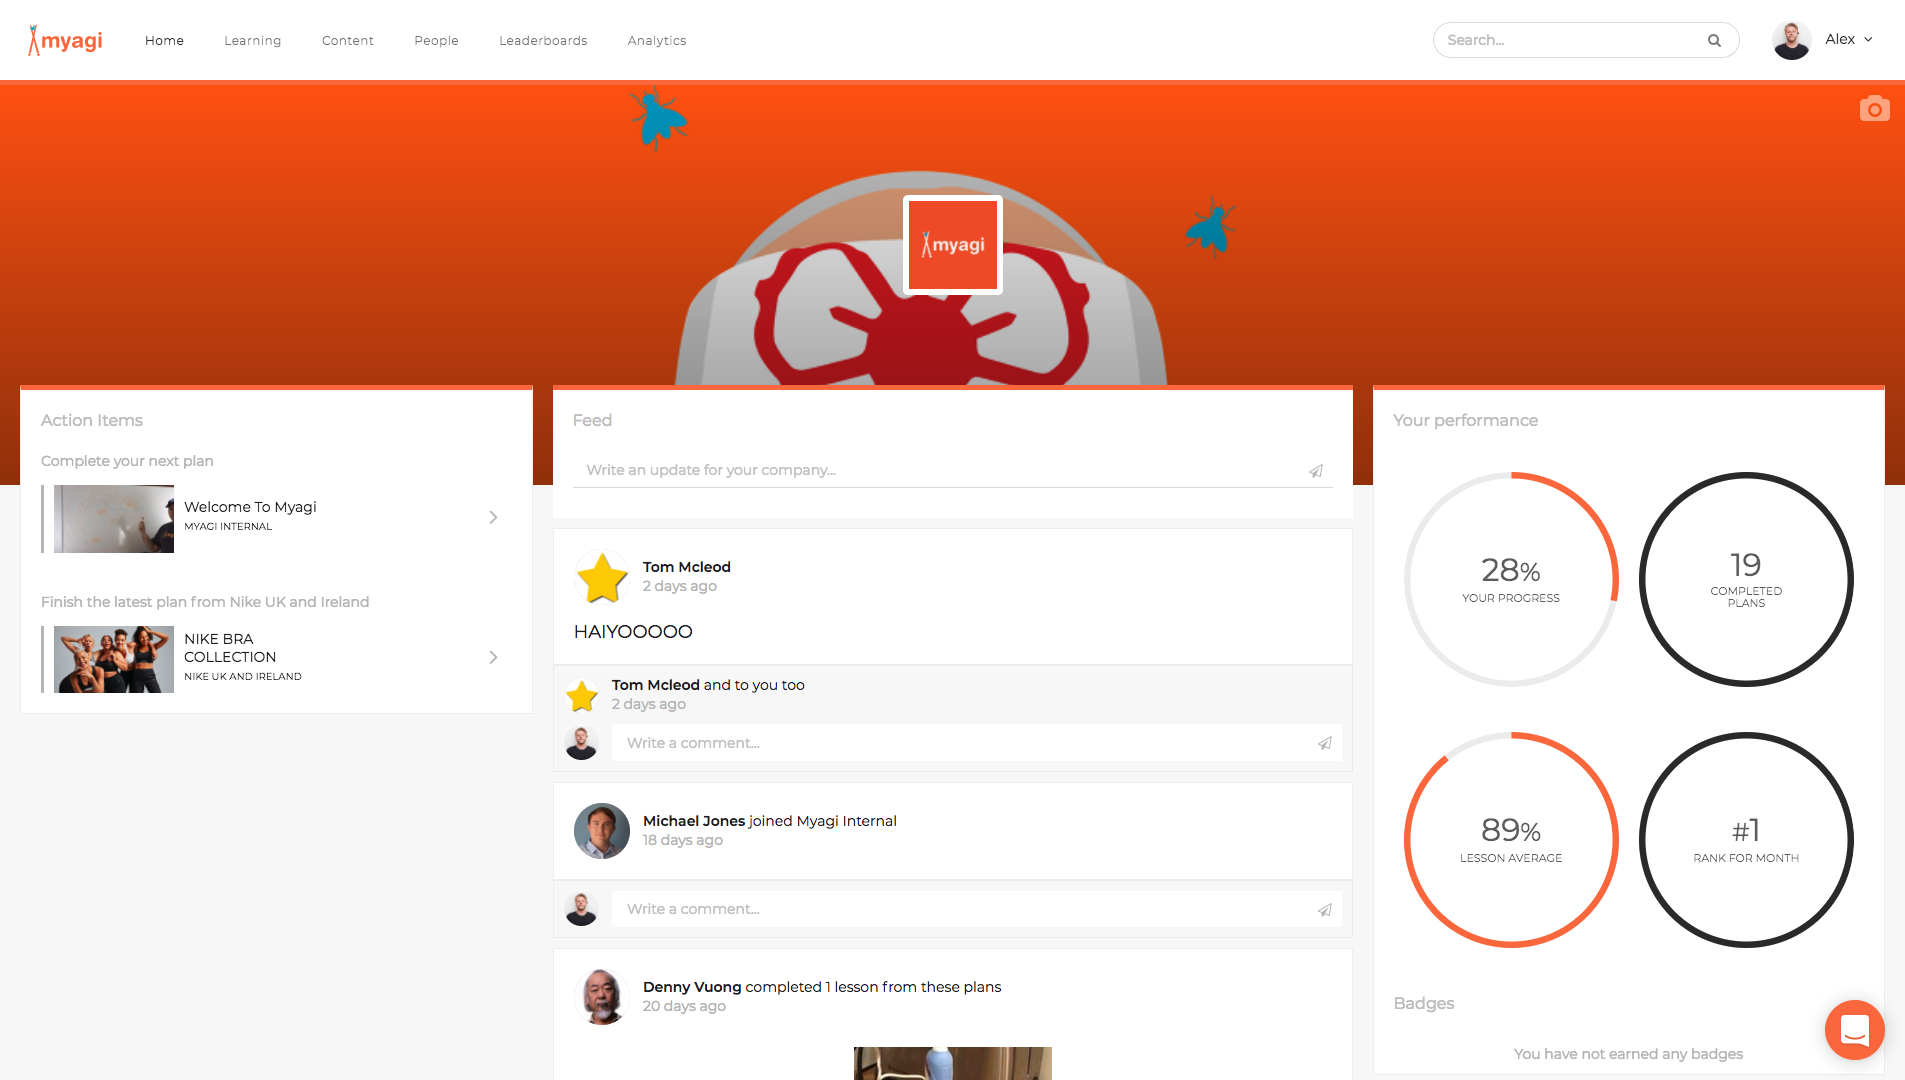 myagi
Home
Learning
Content
People
Leaderboards
Analytics
Search...
Alex
myagi
Action Items
Complete your next plan
Welcome To Myagi
MYAGI INTERNAL
Finish the latest plan from Nike UK and Ireland
NIKE BRA
COLLECTION
NIKE UK AND IRELAND
Feed
Write an update for your company...
Tom Mcleod
2 days ago
HAIYOOOOO
Tom Mcleod and to you too
2 days ago
Write a comment...
Michael Jones joined Myagi Internal
18 days ago
Write a comment...
Denny Vuong completed 1 lesson from these plans
20 days ago
Your performance
28%
YOUR PROGRESS
19
COMPLETED
PLANS
89%
LESSON AVERAGE
#1
RANK FOR MONTH
Badges
You have not earned any badges